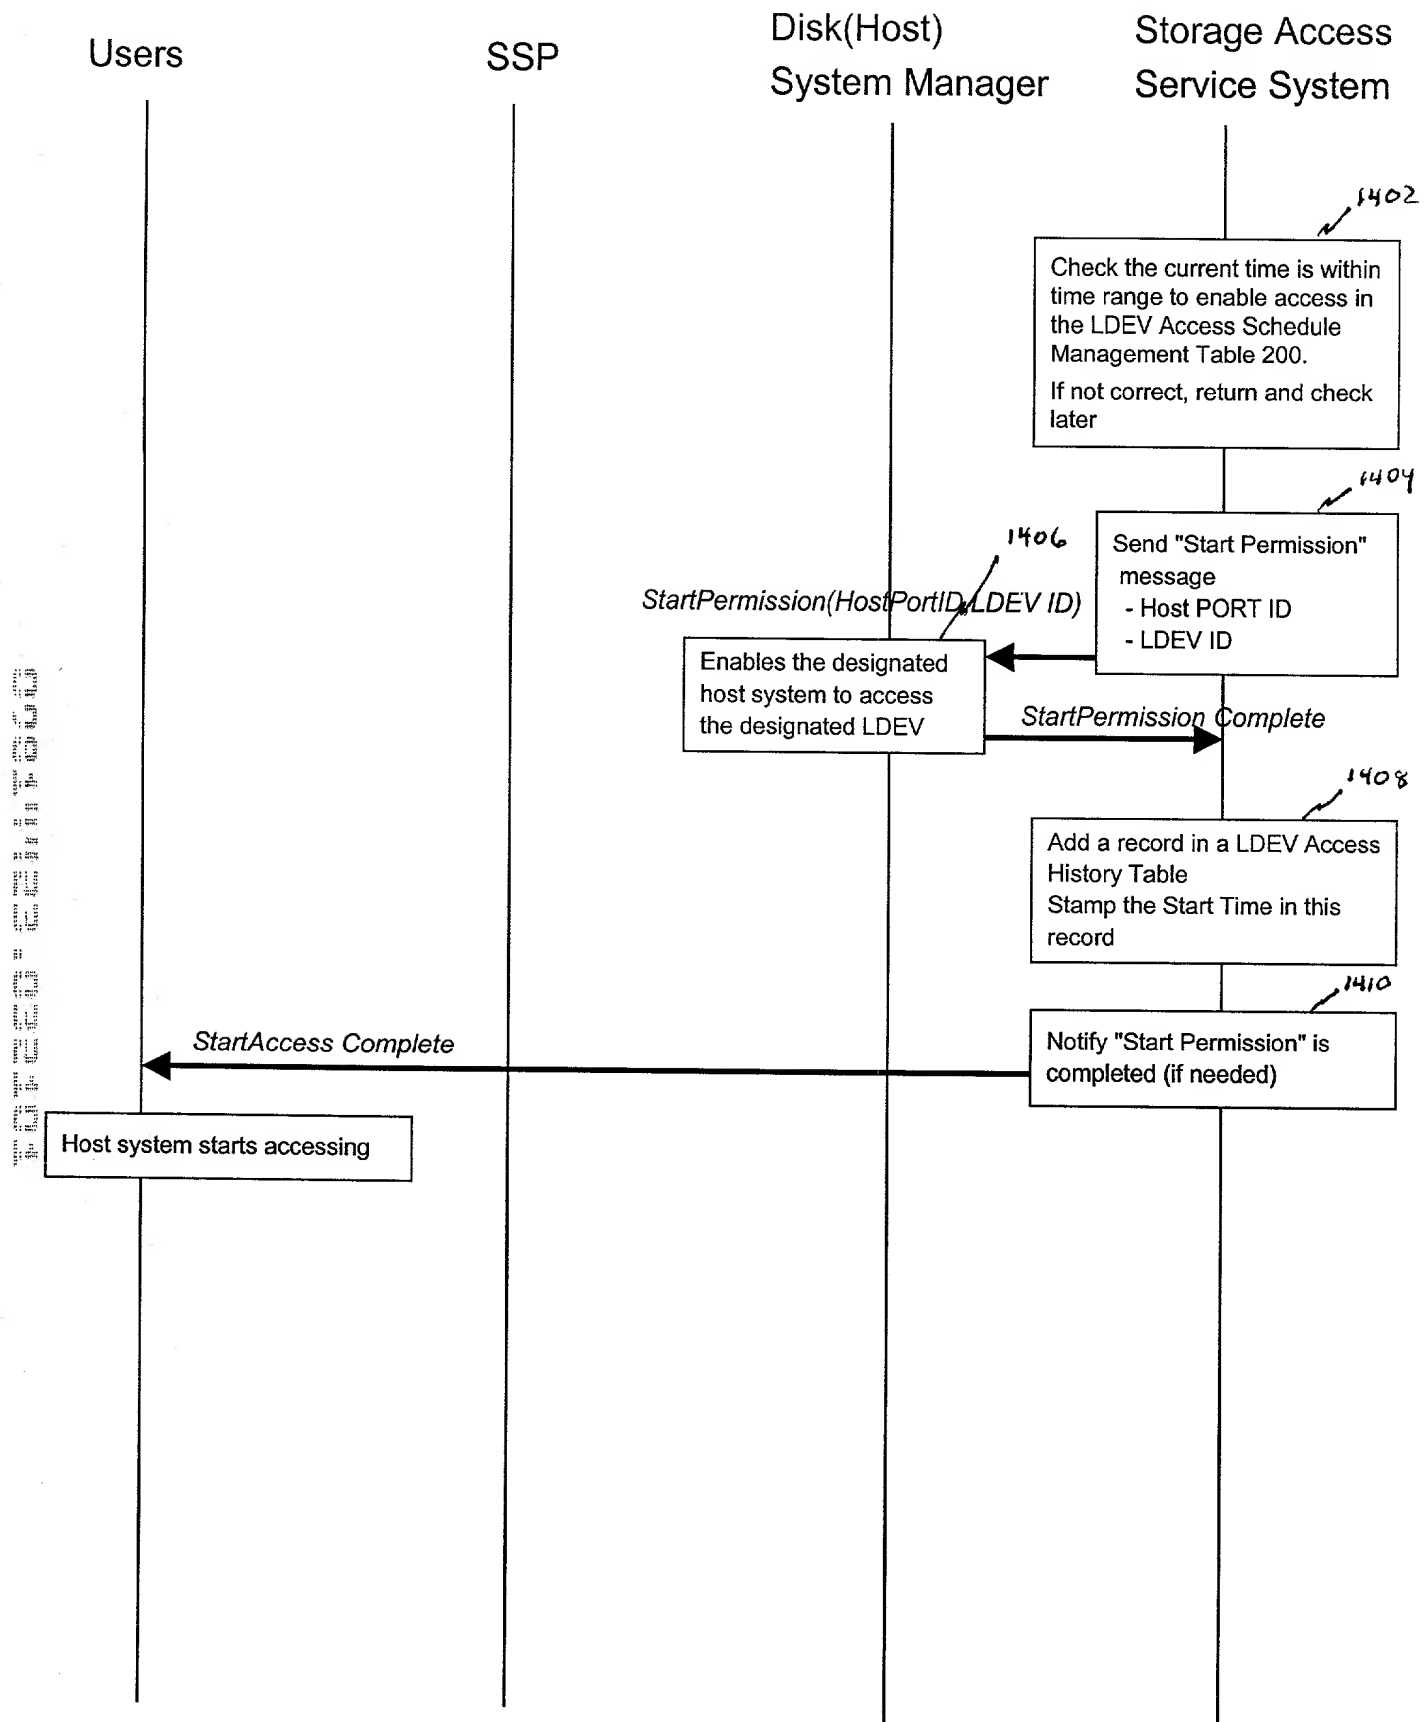 Users
SSP
Disk(Host)
System Manager
Storage Access
Service System
1402
Check the current time is within
time range to enable access in
the LDEV Access Schedule
Management Table 200.
If not correct, return and check
later
1404
Send "Start Permission"
message
- Host PORT ID
- LDEV ID
1406
StartPermission(HostPortID,LDEV ID)
Enables the designated
host system to access
the designated LDEV
StartPermission Complete
1408
Add a record in a LDEV Access
History Table
Stamp the Start Time in this
record
1410
Notify "Start Permission" is
completed (if needed)
StartAccess Complete
Host system starts accessing